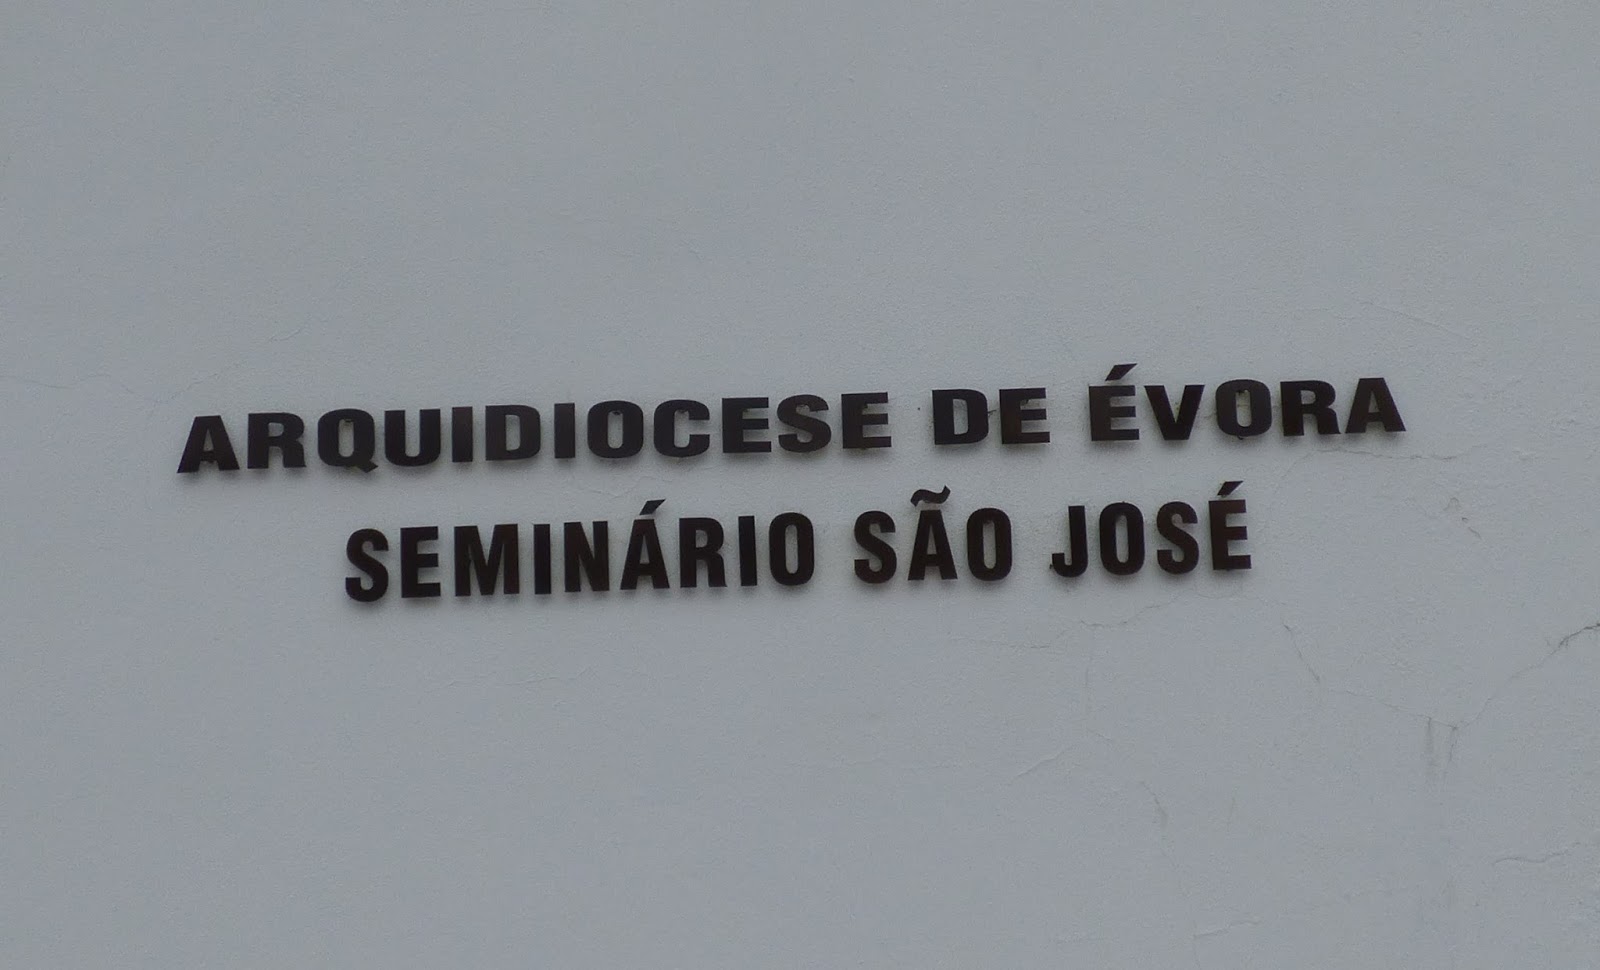 ARQUIDIOCESE DE ÉVORA
SEMINÁRIO SÃO JOSÉ